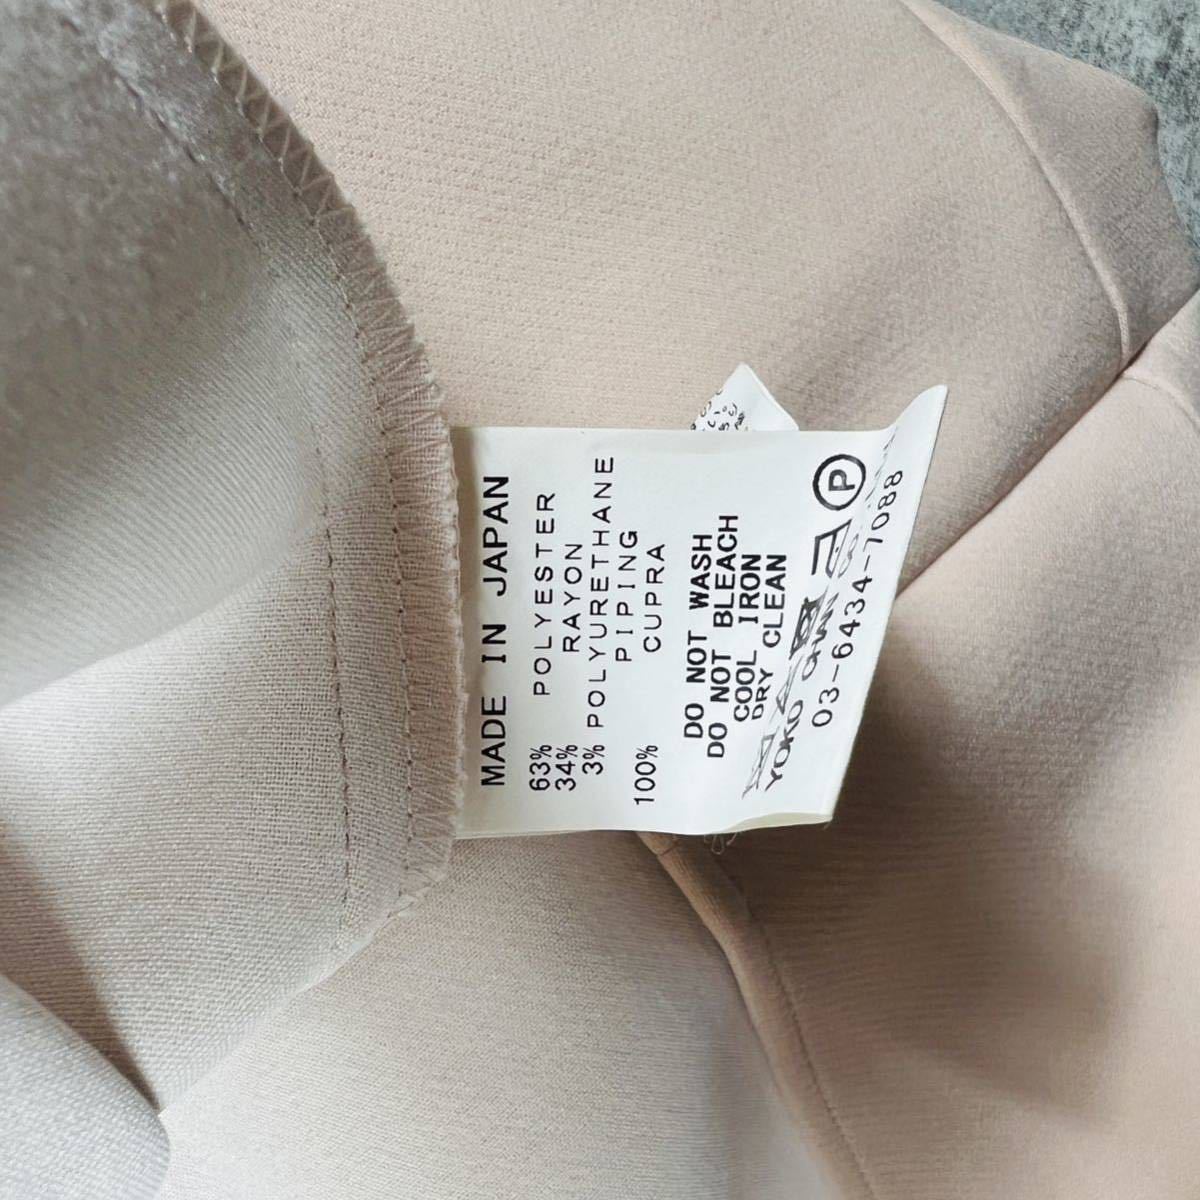 MADE IN JAPAN
63% POLYESTER
34% RAYON
3% POLYURETHANE
PIPING
100% CUPRA
DO NOT WASH
DO NOT BLEACH
COOL IRON
DRY CLEAN
P
YOKO CHAN
03-6434-7088